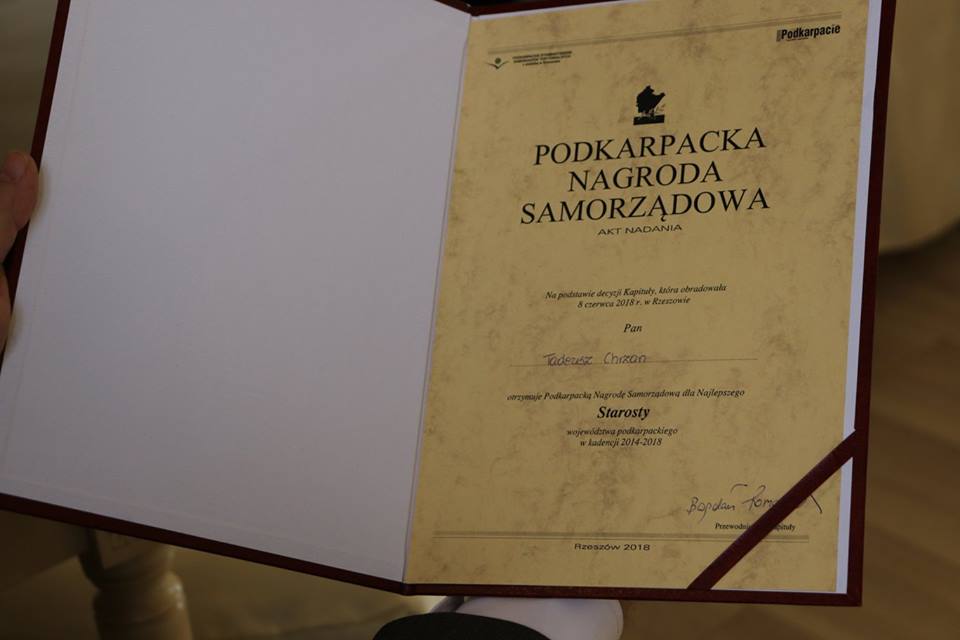 Podkarpacie
PODKARPACKA
NAGRODA
SAMORZĄDOWA
AKT NADANIA
Na podstawie decyzji Kapituły, która obradowała
8 czerwca 2018 r. w Rzeszowie
Pan
Tadeusz Chrzan
otrzymuje Podkarpacką Nagrodę Samorządową dla Najlepszego
Starosty
województwa podkarpackiego
w kadencji 2014-2018
Bogdan
Rzeszów 2018